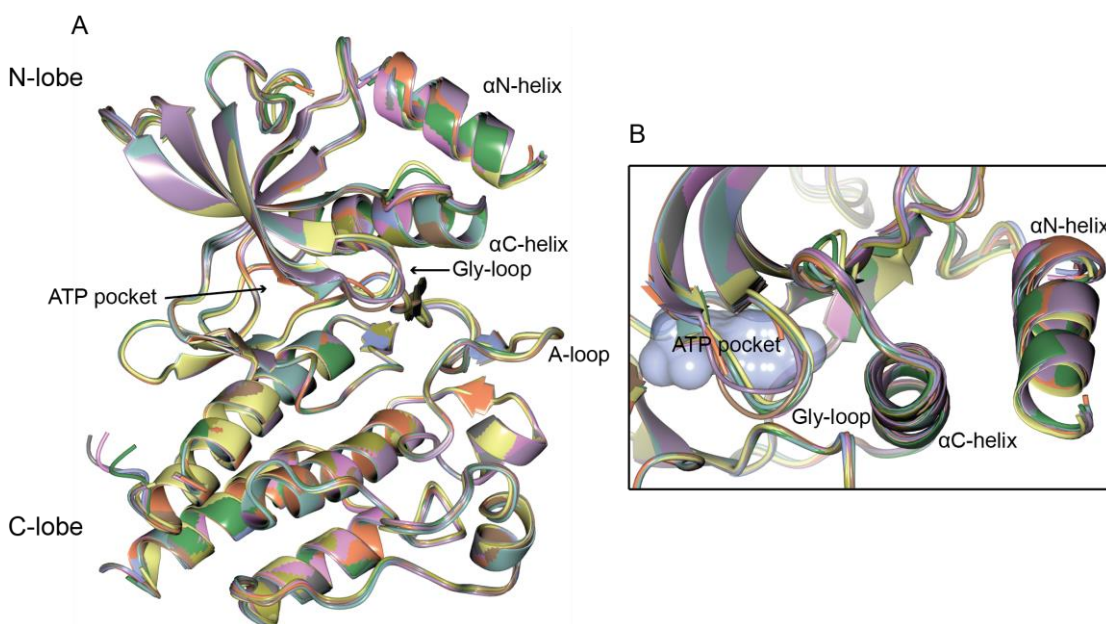 A
N-lobe
αN-helix
αC-helix
Gly-loop
ATP pocket
A-loop
C-lobe
B
αN-helix
ATP pocket
Gly-loop
αC-helix